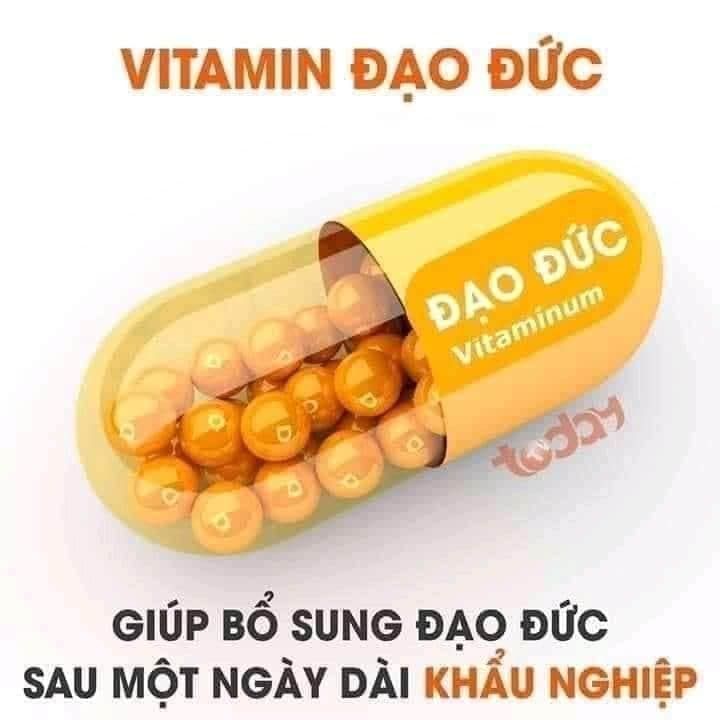 VITAMIN ĐẠO ĐỨC
ĐẠO ĐỨC
Vitaminum
today
GIÚP BỔ SUNG ĐẠO ĐỨC
SAU MỘT NGÀY DÀI KHẨU NGHIỆP